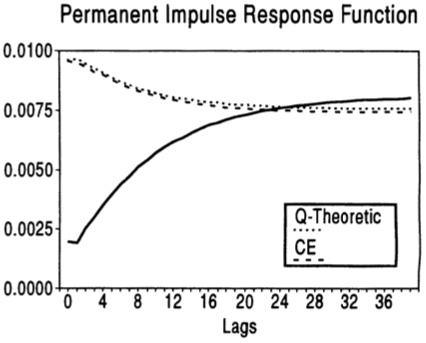 Permanent Impulse Response Function
0.0100
0.0075
0.0050
0.0025
0.0000
Q-Theoretic
CE
0 4 8 12 16 20 24 28 32 36
Lags